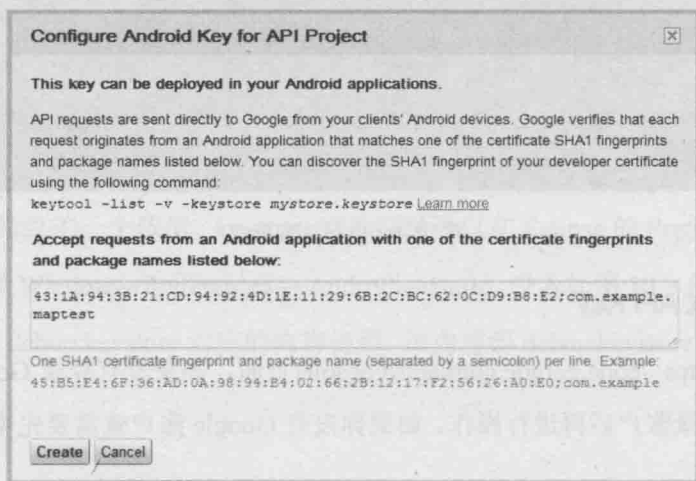 Configure Android Key for API Project
This key can be deployed in your Android applications.
API requests are sent directly to Google from your clients' Android devices. Google verifies that each
request originates from an Android application that matches one of the certificate SHA1 fingerprints
and package names listed below. You can discover the SHA1 fingerprint of your developer certificate
using the following command:
keytool -list -v -keystore mystore.keystore Learn more
Accept requests from an Android application with one of the certificate fingerprints
and package names listed below:
43:1A:94:3B:21:CD:94:92:4D:1E:11:29:6B:2C:BC:62:0C:D9:B8:E2;com.example.
maptest
One SHA1 certificate fingerprint and package name (separated by a semicolon) per line. Example:
45:B5:E4:6F:36:AD:0A:98:94:B4:02:66:2B:12:17:F2:56:26:A0:E0;com.example
Create Cancel